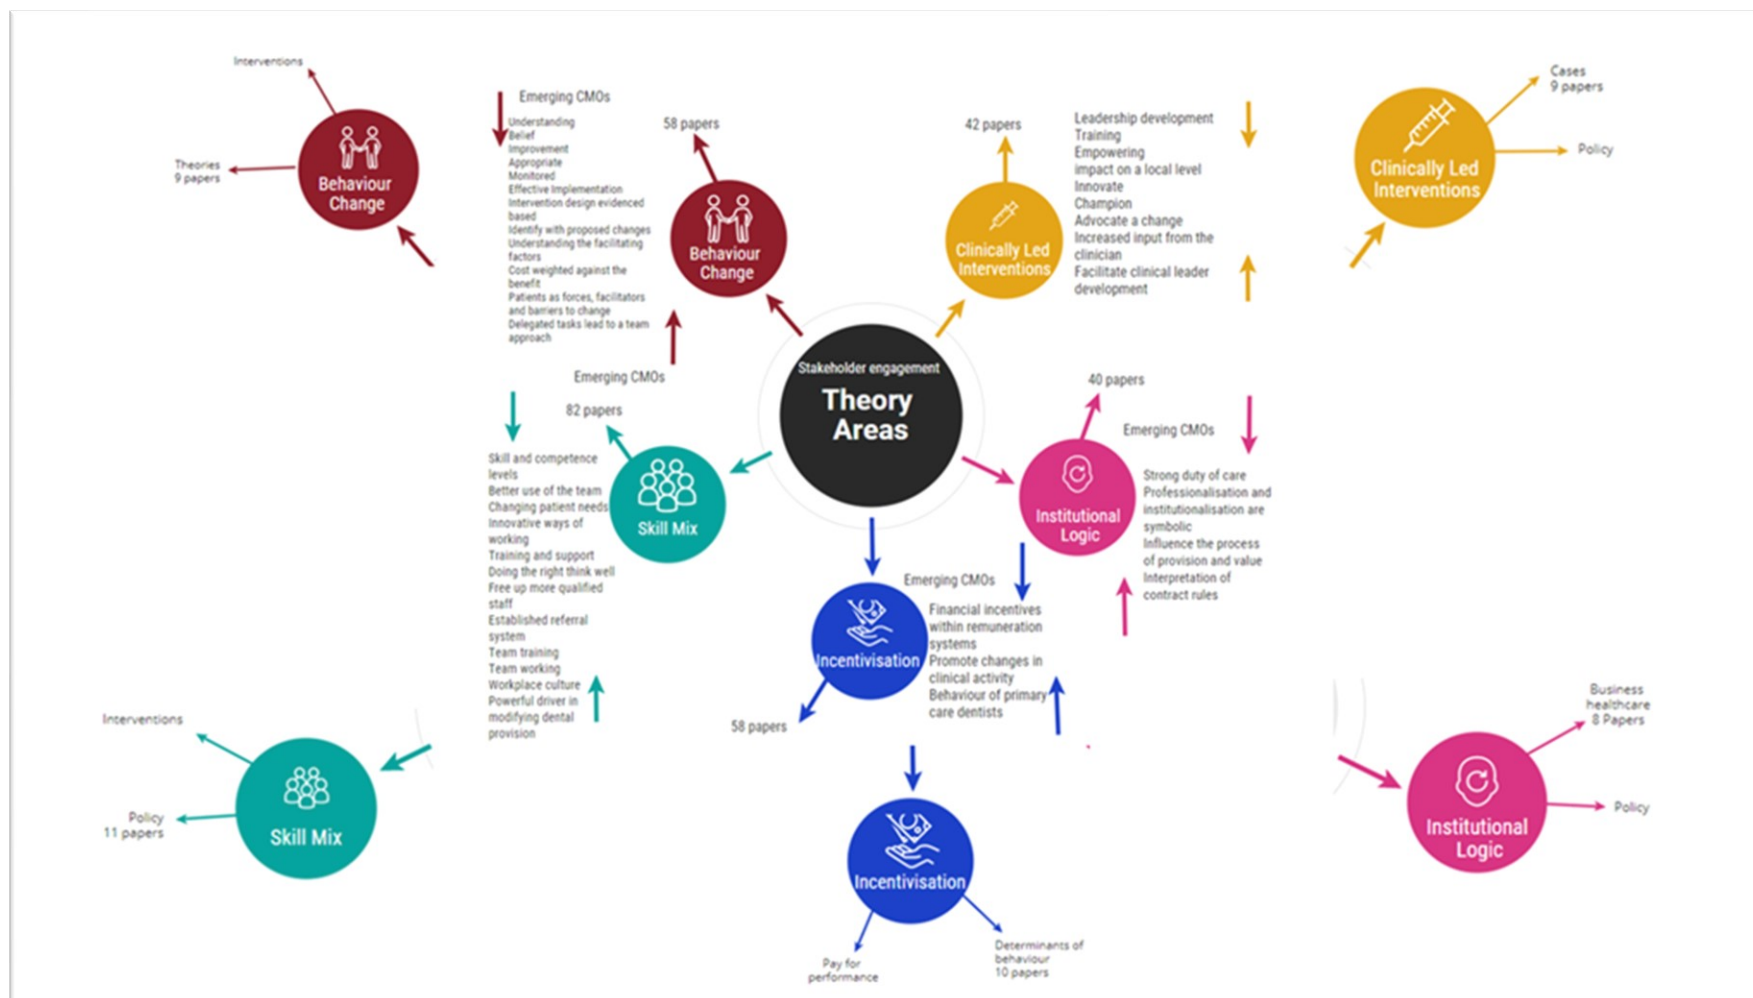 Interventions
Theories
9 papers
Behaviour
Change
Emerging CMOs
Understanding
Belief
Improvement
Appropriate
Monitored
Effective Implementation
Intervention design evidenced
based
Identify with proposed changes
Understanding the facilitating
factors
Cost weighted against the
benefit
Patients as forces, facilitators
and barriers to change
Delegated tasks lead to a team
approach
58 papers
Behaviour
Change
42 papers
Clinically Led
Interventions
Leadership development
Training
Empowering
impact on a local level
Innovate
Champion
Advocate a change
Increased input from the
clinician
Facilitate clinical leader
development
Cases
9 papers
Policy
Clinically Led
Interventions
Stakeholder engagement
Theory
Areas
Emerging CMOs
82 papers
Skill and competence
levels
Better use of the team
Changing patient needs
Innovative ways of
working
Training and support
Doing the right think well
Free up more qualified
staff
Established referral
system
Team training
Team working
Workplace culture
Powerful driver in
modifying dental
provision
Skill Mix
40 papers
Emerging CMOs
Institutional
Logic
Strong duty of care
Professionalisation and
institutionalisation are
symbolic
Influence the process
of provision and value
Interpretation of
contract rules
Emerging CMOs
Financial incentives
within remuneration
systems
Promote changes in
clinical activity
Behaviour of primary
care dentists
Incentivisation
58 papers
Interventions
Policy
11 papers
Skill Mix
Incentivisation
Pay for
performance
Determinants of
behaviour
10 papers
Business
healthcare
8 Papers
Policy
Institutional
Logic